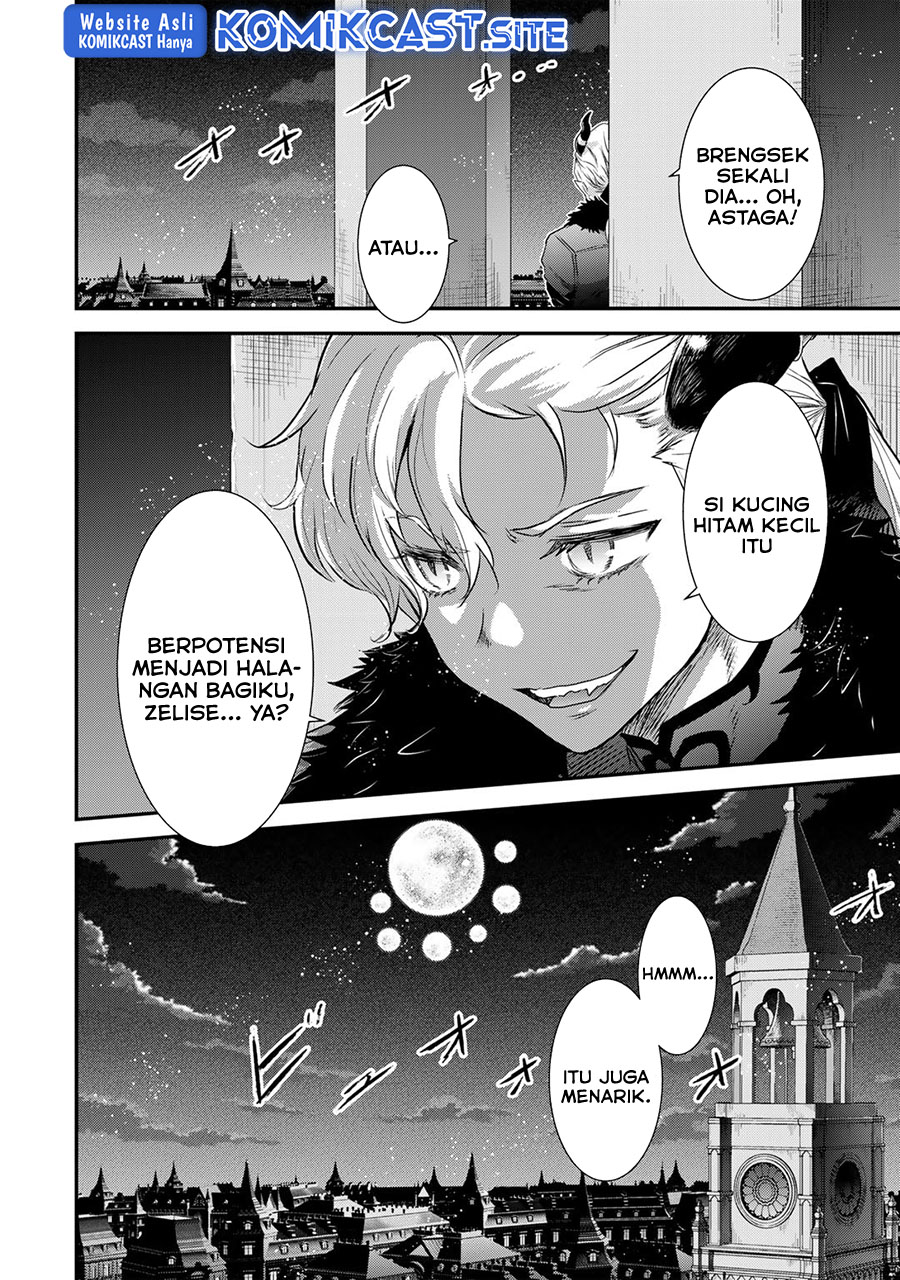 Website Asli
KOMIKCAST Hanya
KOMIKCAST.SITE
BRENGSEK
SEKALI
DIA... OH,
ASTAGA!
ATAU...
SI KUCING
HITAM KECIL
ITU
BERPOTENSI
MENJADI HALA-
NGAN BAGIKU,
ZELISE... YA?
HMMM...
ITU JUGA
MENARIK.